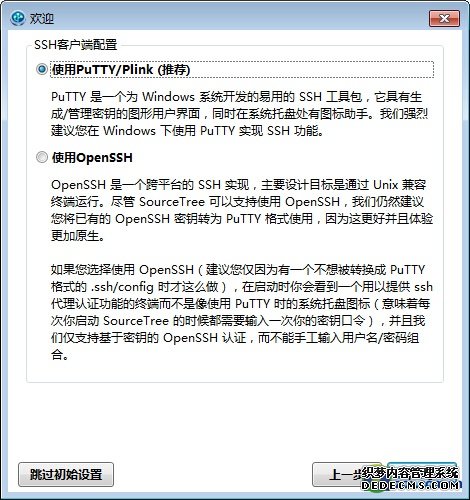 欢迎
SSH客户端配置
使用PuTTY/Plink (推荐)
PuTTY 是一个为 Windows 系统开发的易用的 SSH 工具包，它具有生
成/管理密钥的图形用户界面，同时在系统托盘处有图标助手。我们强烈
建议您在 Windows 下使用 PuTTY 实现 SSH 功能。
使用OpenSSH
OpenSSH 是一个跨平台的 SSH 实现，主要设计目标是通过 Unix 兼容
终端运行。尽管 SourceTree 可以支持使用 OpenSSH，我们仍然建议
您将已有的 OpenSSH 密钥转为 PuTTY 格式使用，因为这更好并且体验
更加原生。
如果您选择使用 OpenSSH（建议您仅因为有一个不想被转换成 PuTTY
格式的 .ssh/config 时才这么做），在启动时你会看到一个用以提供 ssh
代理认证功能的终端而不是像使用 PuTTY 时的系统托盘图标（意味着每
次你启动 SourceTree 的时候都需要输入一次你的密钥口令），并且我
们仅支持基于密钥的 OpenSSH 认证，而不能手工输入用户名/密码组
合。
跳过初始设置
上一步
织梦内容管理系统
DEDECMS.COM